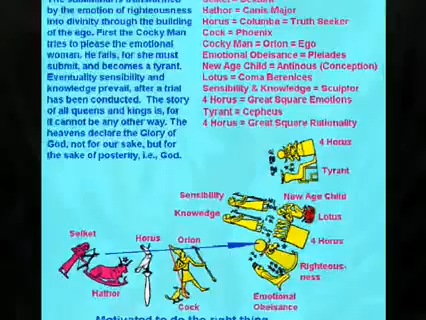 by the emotion of righteousness
into divinity through the building
of the ego. First the Cocky Man
tries to please the emotional
woman. He fails, for she must
submit, and becomes a tyrant.
Eventuality sensibility and
knowledge prevail, after a trial
has been conducted. The story
of all queens and kings is, for
it cannot be any other way. The
heavens declare the Glory of
God, not for our sake, but for
the sake of posterity, i.e., God.
Hathor = Canis Major
Horus = Columba = Truth Seeker
Cock = Phoenix
Cocky Man = Orion = Ego
Emotional Obeisance = Pleiades
New Age Child = Antinous (Conception)
Lotus = Coma Berenices
Sensibility & Knowledge = Sculptor
4 Horus = Great Square Emotions
Tyrant = Cepheus
4 Horus = Great Square Rationality
4 Horus
Tyrant
Sensibility
New Age Child
Knowedge
Lotus
Selket
Horus
Orion
4 Horus
Righteous-
ness
Hathor
Cock
Emotional
Obeisance
Motivated to do the right thing